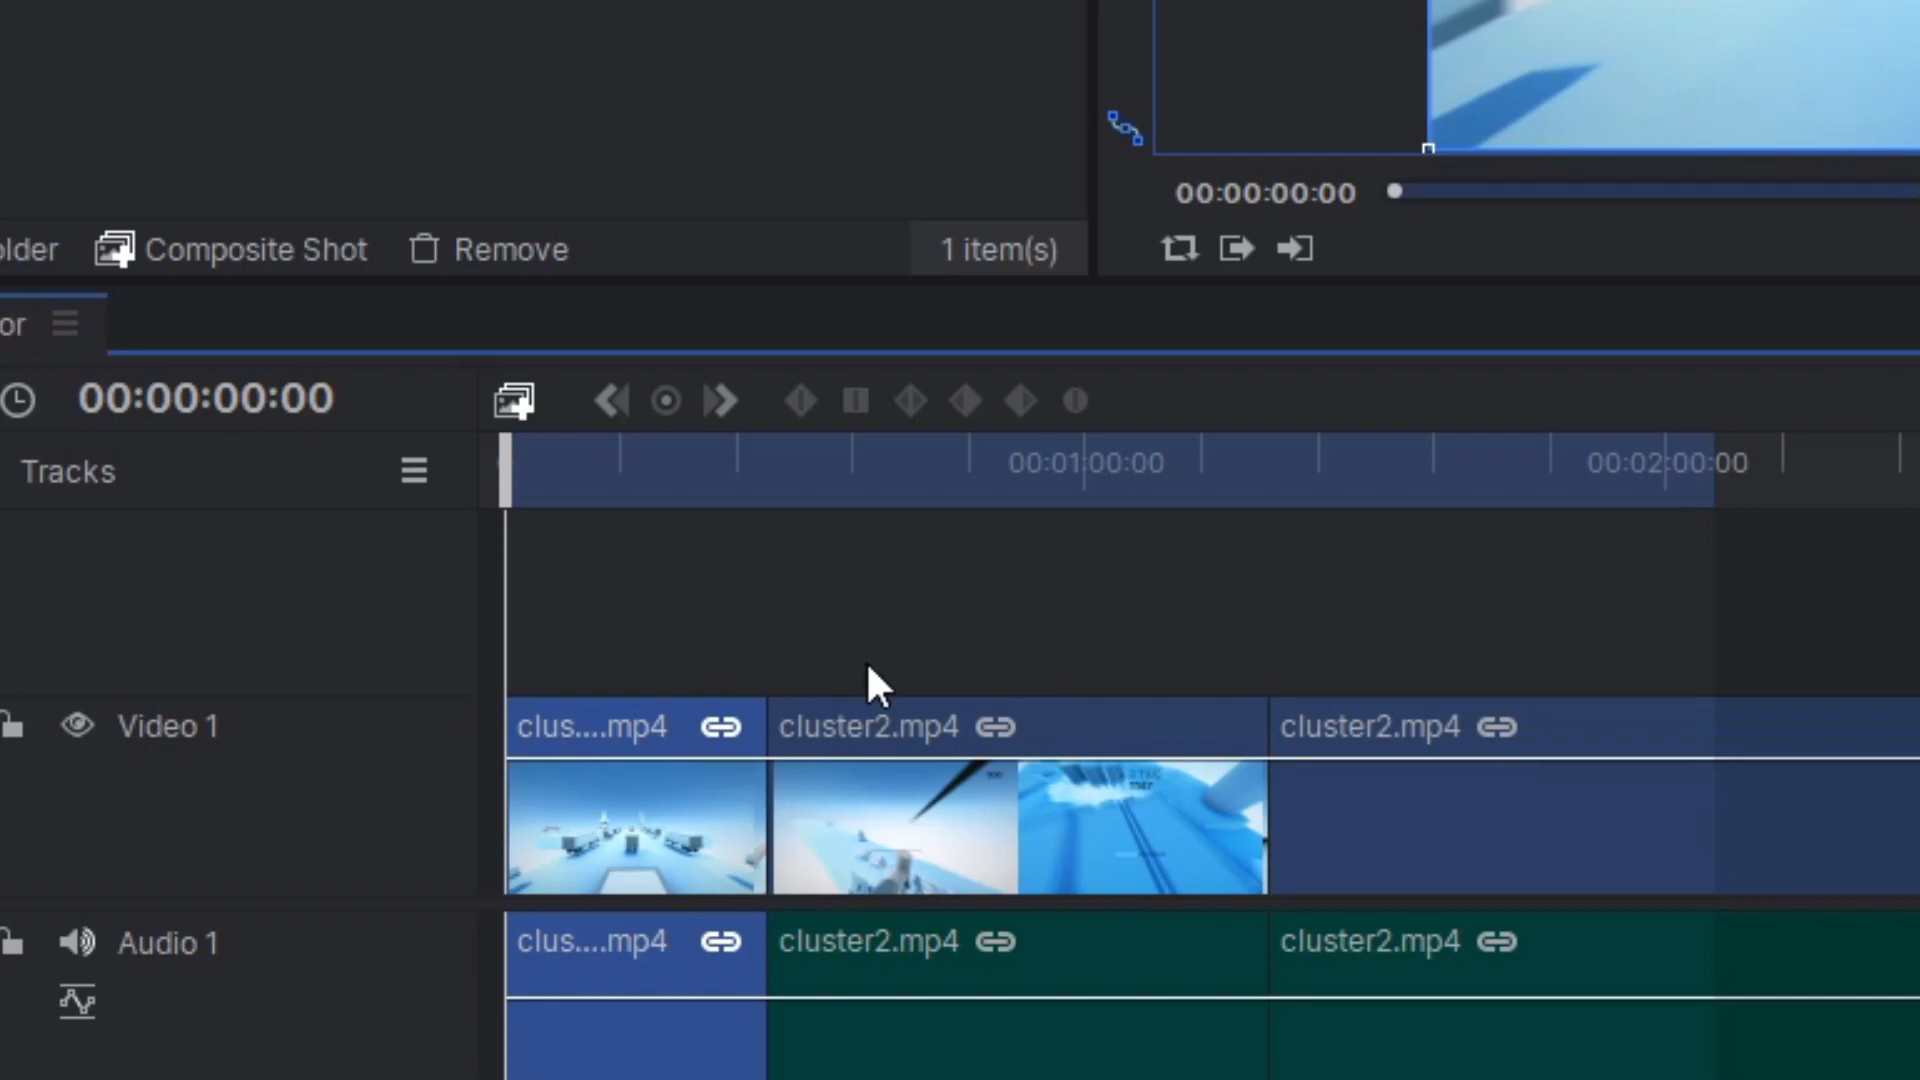 00:00:00:00
older
Composite Shot
Remove
1 item(s)
or
00:00:00:00
00:01:00:00
00:02:00:00
Tracks
Video 1
clus....mp4
cluster2.mp4
cluster2.mp4
Audio 1
clus....mp4
cluster2.mp4
cluster2.mp4